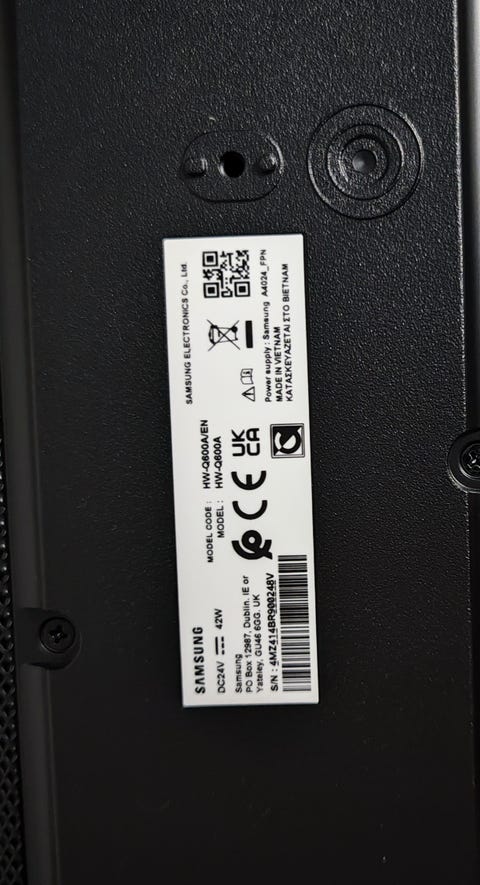 SAMSUNG
DC24V 42W
MODEL CODE : HW-Q600A/EN
MODEL : HW-Q600A
SAMSUNG ELECTRONICS Co., Ltd.
Samsung
PO Box 12987, Dublin. IE or
Yateley, GU46 6GG. UK
S/N : 4MZ414BR900248V
CE
UK
CA
Power supply : Samsung A4024_FPN
MADE IN VIETNAM
ΚΑΤΑΣΚΕΥΑΖΕΤΑΙ ΣΤΟ ΒΙΕΤΝΑΜ